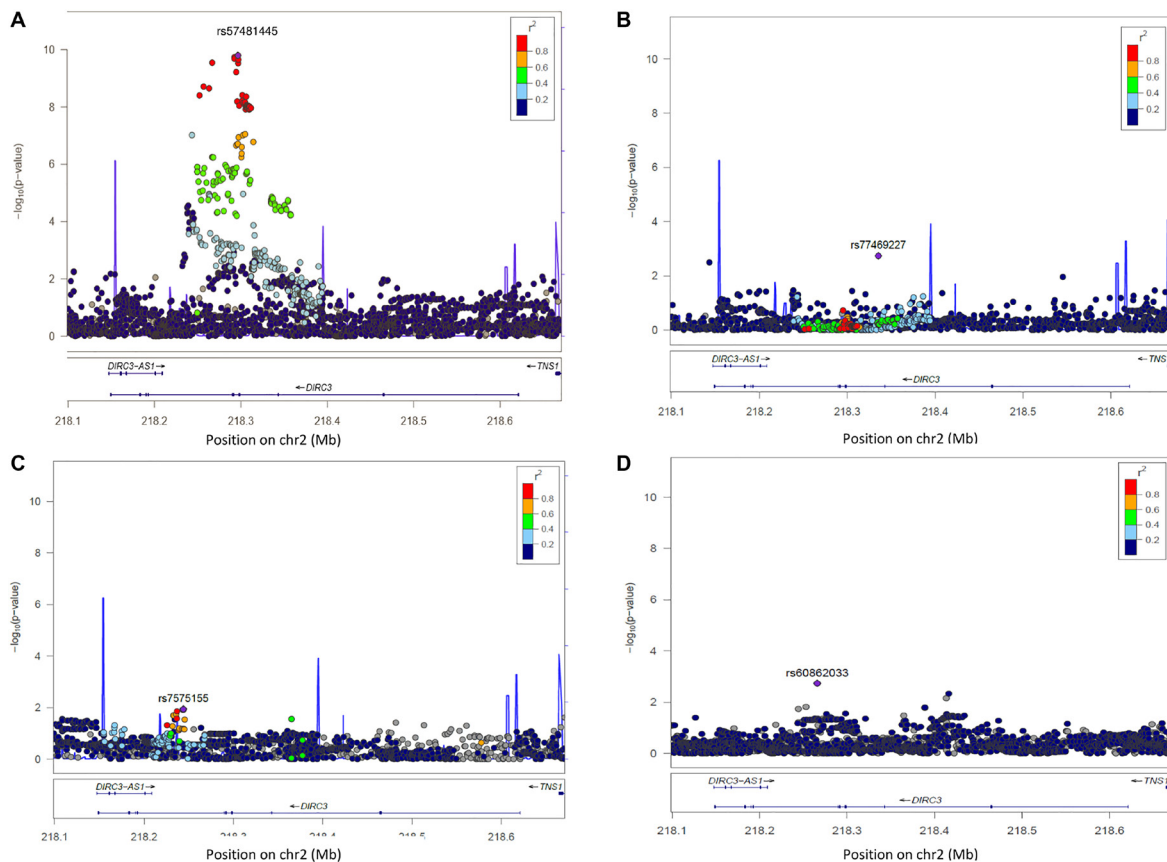 A
rs57481445
r2
0.8
0.6
0.4
0.2
10
8
6
4
2
0
−log10(p−value)
DIRC3-AS1→
←TNS1
←DIRC3
218.1 218.2 218.3 218.4 218.5 218.6
Position on chr2 (Mb)
B
rs77469227
r2
0.8
0.6
0.4
0.2
10
8
6
4
2
0
−log10(p−value)
DIRC3-AS1→
←TNS1
←DIRC3
218.1 218.2 218.3 218.4 218.5 218.6
Position on chr2 (Mb)
C
rs7575155
r2
0.8
0.6
0.4
0.2
10
8
6
4
2
0
−log10(p−value)
DIRC3-AS1→
←TNS1
←DIRC3
218.1 218.2 218.3 218.4 218.5 218.6
Position on chr2 (Mb)
D
rs60862033
r2
0.8
0.6
0.4
0.2
10
8
6
4
2
0
−log10(p−value)
DIRC3-AS1→
←TNS1
←DIRC3
218.1 218.2 218.3 218.4 218.5 218.6
Position on chr2 (Mb)